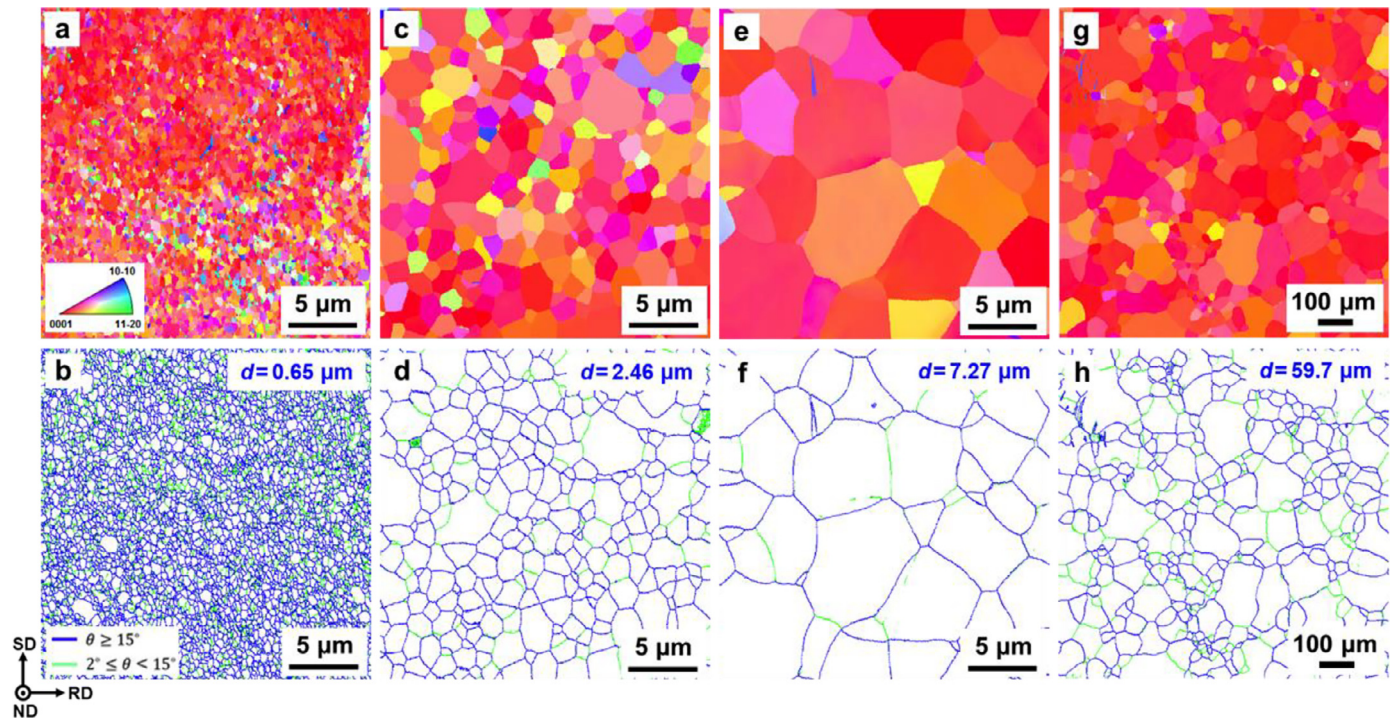 a
c
e
g
10-10
0001
11-20
5 μm
5 μm
5 μm
100 μm
b
d = 0.65 μm
d
d = 2.46 μm
f
d = 7.27 μm
h
d = 59.7 μm
θ ≥ 15°
2° ≤ θ < 15°
5 μm
5 μm
5 μm
100 μm
SD
RD
ND